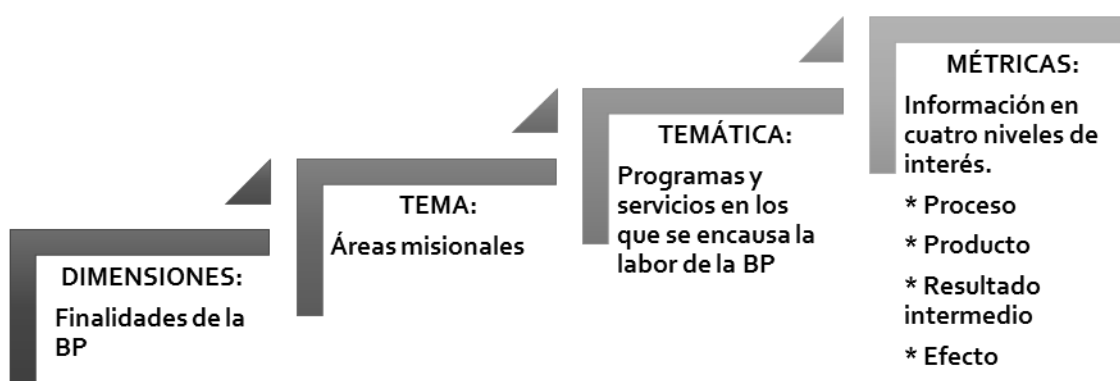 DIMENSIONES:
Finalidades de la
BP
TEMA:
Áreas misionales
TEMÁTICA:
Programas y
servicios en los
que se encausa la
labor de la BP
MÉTRICAS:
Información en
cuatro niveles de
interés.
* Proceso
* Producto
* Resultado
intermedio
* Efecto